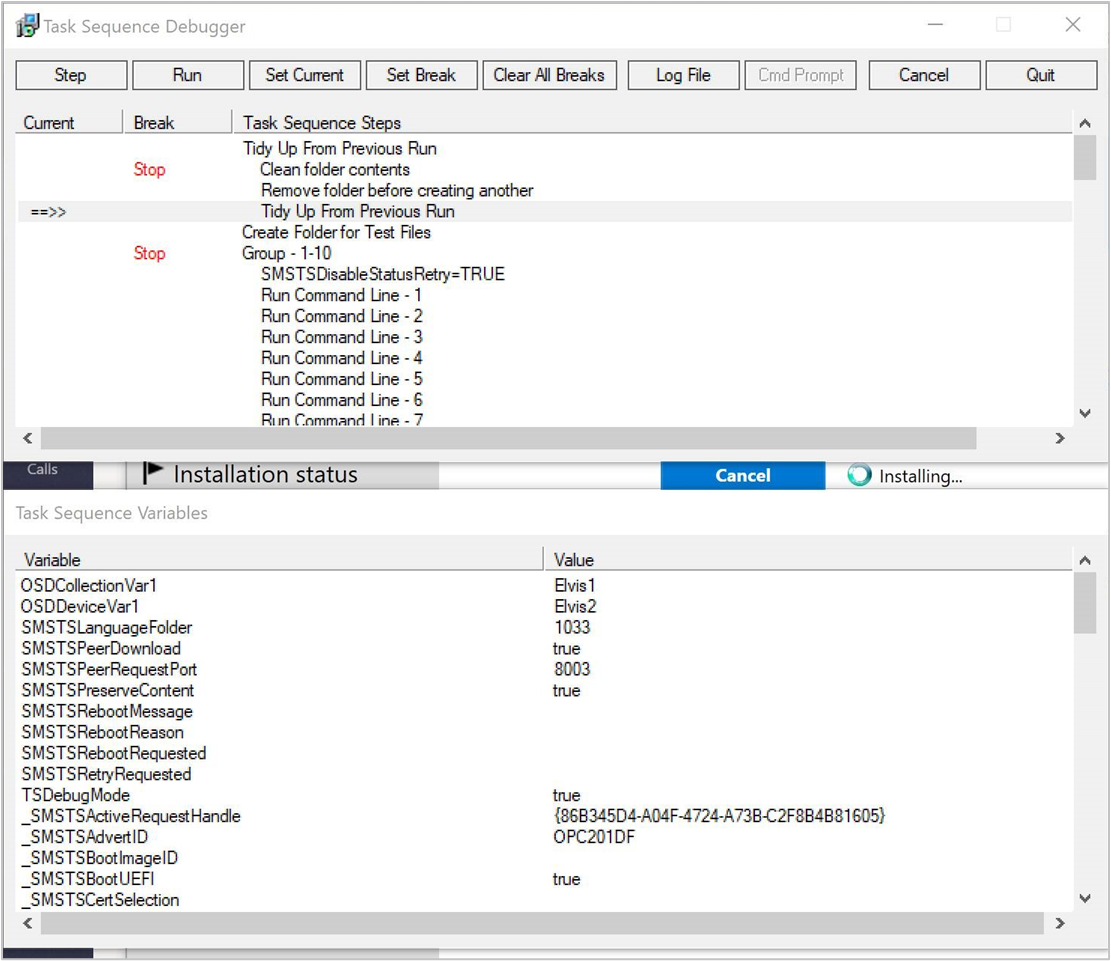 Task Sequence Debugger
Step Run Set Current Set Break Clear All Breaks Log File Cmd Prompt Cancel Quit
Current Break Task Sequence Steps
Tidy Up From Previous Run
Stop Clean folder contents
Remove folder before creating another
==>> Tidy Up From Previous Run
Create Folder for Test Files
Stop Group - 1-10
SMSTSDisableStatusRetry=TRUE
Run Command Line - 1
Run Command Line - 2
Run Command Line - 3
Run Command Line - 4
Run Command Line - 5
Run Command Line - 6
Run Command Line - 7
Calls Installation status Cancel Installing...
Task Sequence Variables
Variable Value
OSDCollectionVar1 Elvis1
OSDDeviceVar1 Elvis2
SMSTSLanguageFolder 1033
SMSTSPeerDownload true
SMSTSPeerRequestPort 8003
SMSTSPreserveContent true
SMSTSRebootMessage
SMSTSRebootReason
SMSTSRebootRequested
SMSTSRetryRequested
TSDebugMode true
_SMSTSActiveRequestHandle {86B345D4-A04F-4724-A73B-C2F8B4B81605}
_SMSTSAdvertID OPC201DF
_SMSTSBootImageID
_SMSTSBootUEFI true
_SMSTSCertSelection